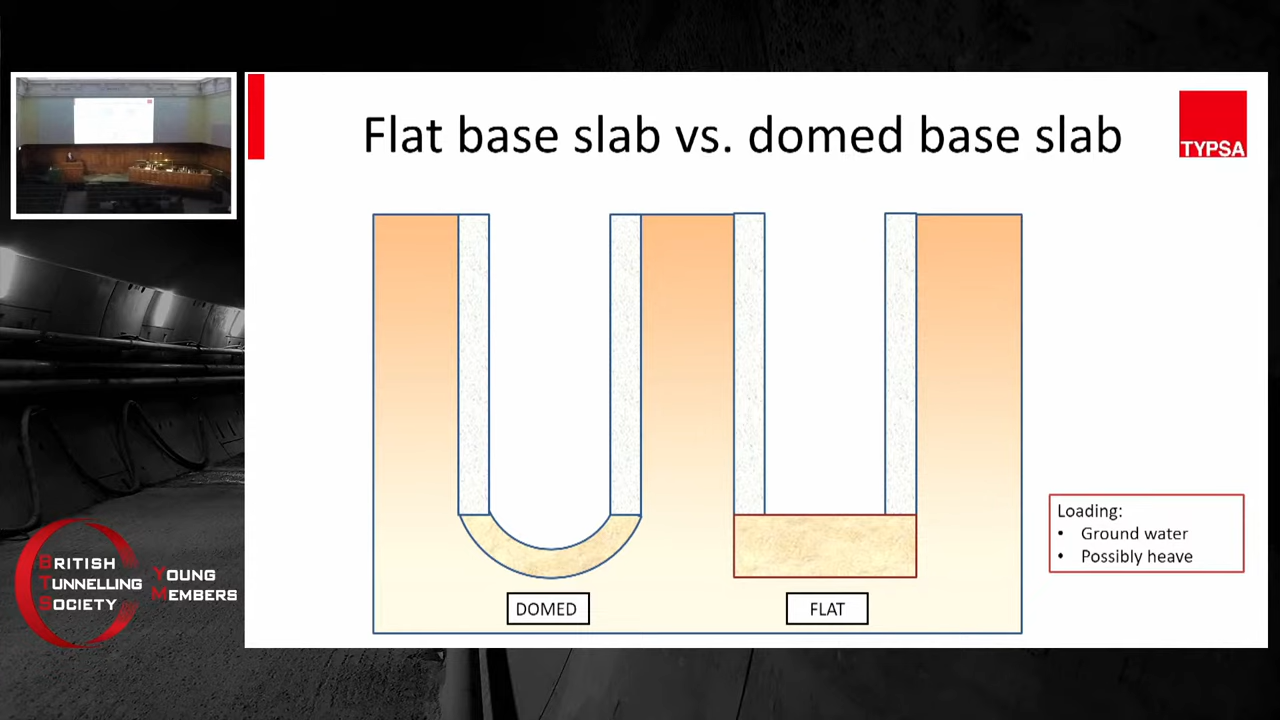 Flat base slab vs. domed base slab
TYPSA
Loading:
• Ground water
• Possibly heave
DOMED
FLAT
BRITISH
TUNNELLING
SOCIETY
YOUNG
MEMBERS